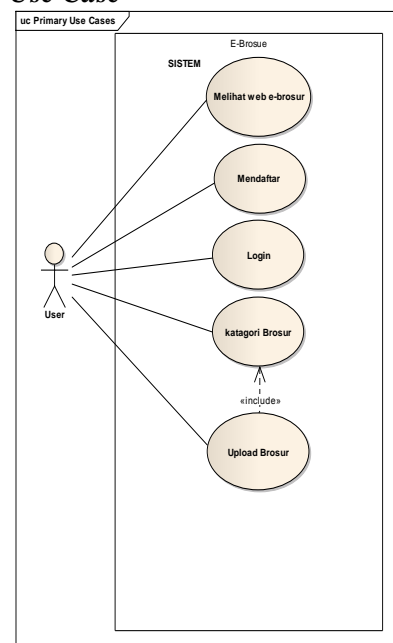 Use Case
uc Primary Use Cases
E-Brosue
SISTEM
Melihat web e-brosur
Mendaftar
Login
User
katagori Brosur
«include»
Upload Brosur